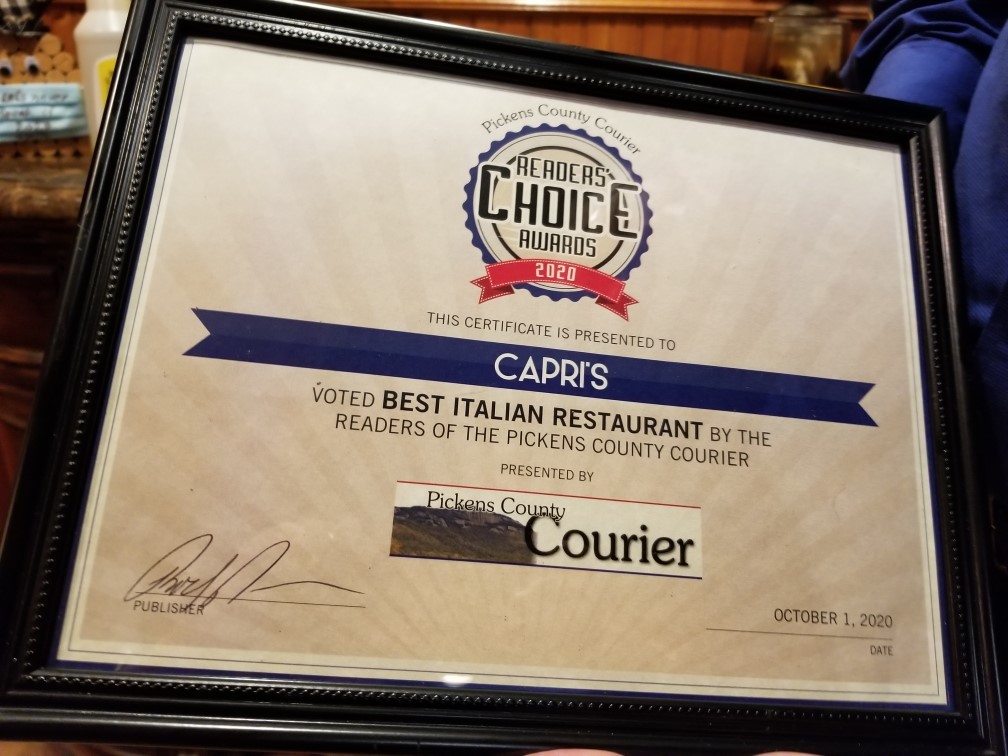 Pickens County Courier
READERS'
CHOICE
AWARDS
2020
THIS CERTIFICATE IS PRESENTED TO
CAPRI'S
VOTED BEST ITALIAN RESTAURANT BY THE
READERS OF THE PICKENS COUNTY COURIER
PRESENTED BY
Pickens County
Courier
PUBLISHER
OCTOBER 1, 2020
DATE